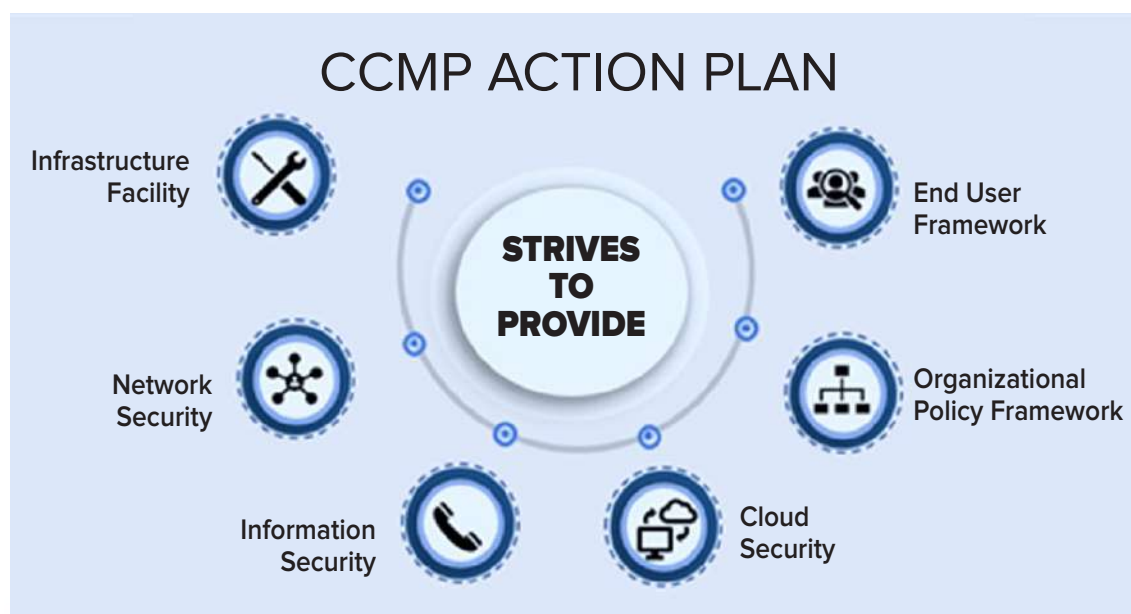 CCMP ACTION PLAN
Infrastructure
Facility
End User
Framework
STRIVES
TO
PROVIDE
Network
Security
Organizational
Policy Framework
Information
Security
Cloud
Security